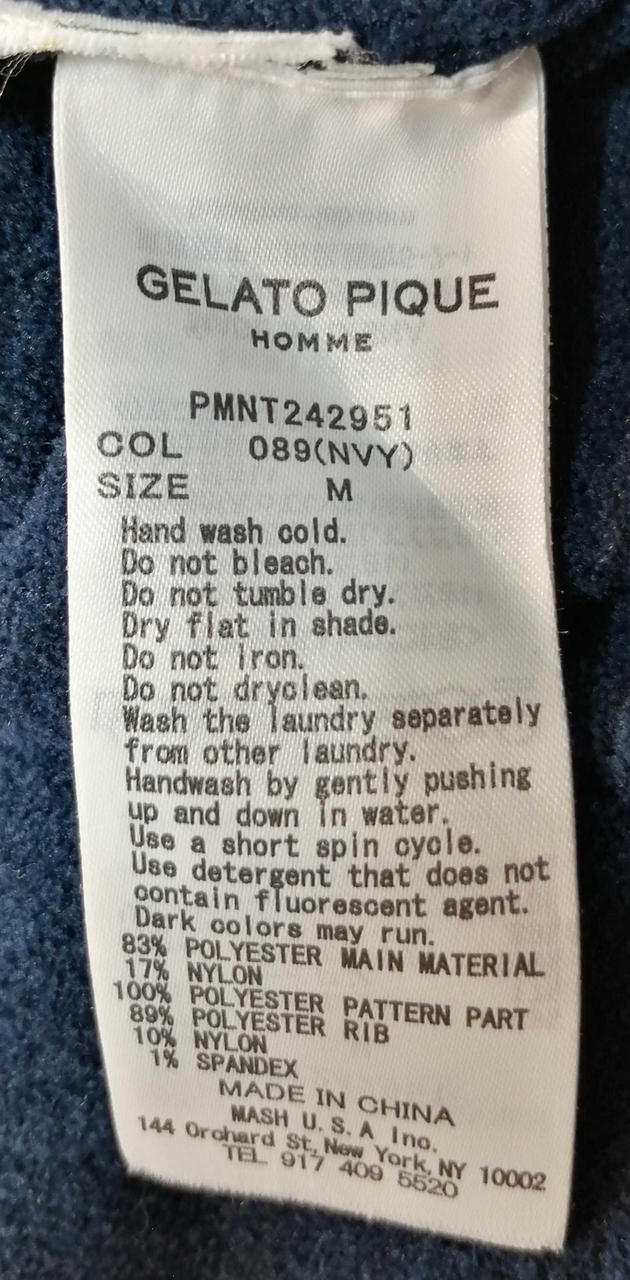 GELATO PIQUE
HOMME
PMNT242951
COL 089(NVY)
SIZE M
Hand wash cold.
Do not bleach.
Do not tumble dry.
Dry flat in shade.
Do not iron.
Do not dryclean.
Wash the laundry separately
from other laundry.
Handwash by gently pushing
up and down in water.
Use a short spin cycle.
Use detergent that does not
contain fluorescent agent.
Dark colors may run.
83% POLYESTER MAIN MATERIAL
17% NYLON
100% POLYESTER PATTERN PART
89% POLYESTER RIB
10% NYLON
1% SPANDEX
MADE IN CHINA
MASH U.S.A Inc.
144 Orchard St, New York, NY 10002
TEL 917 409 5520